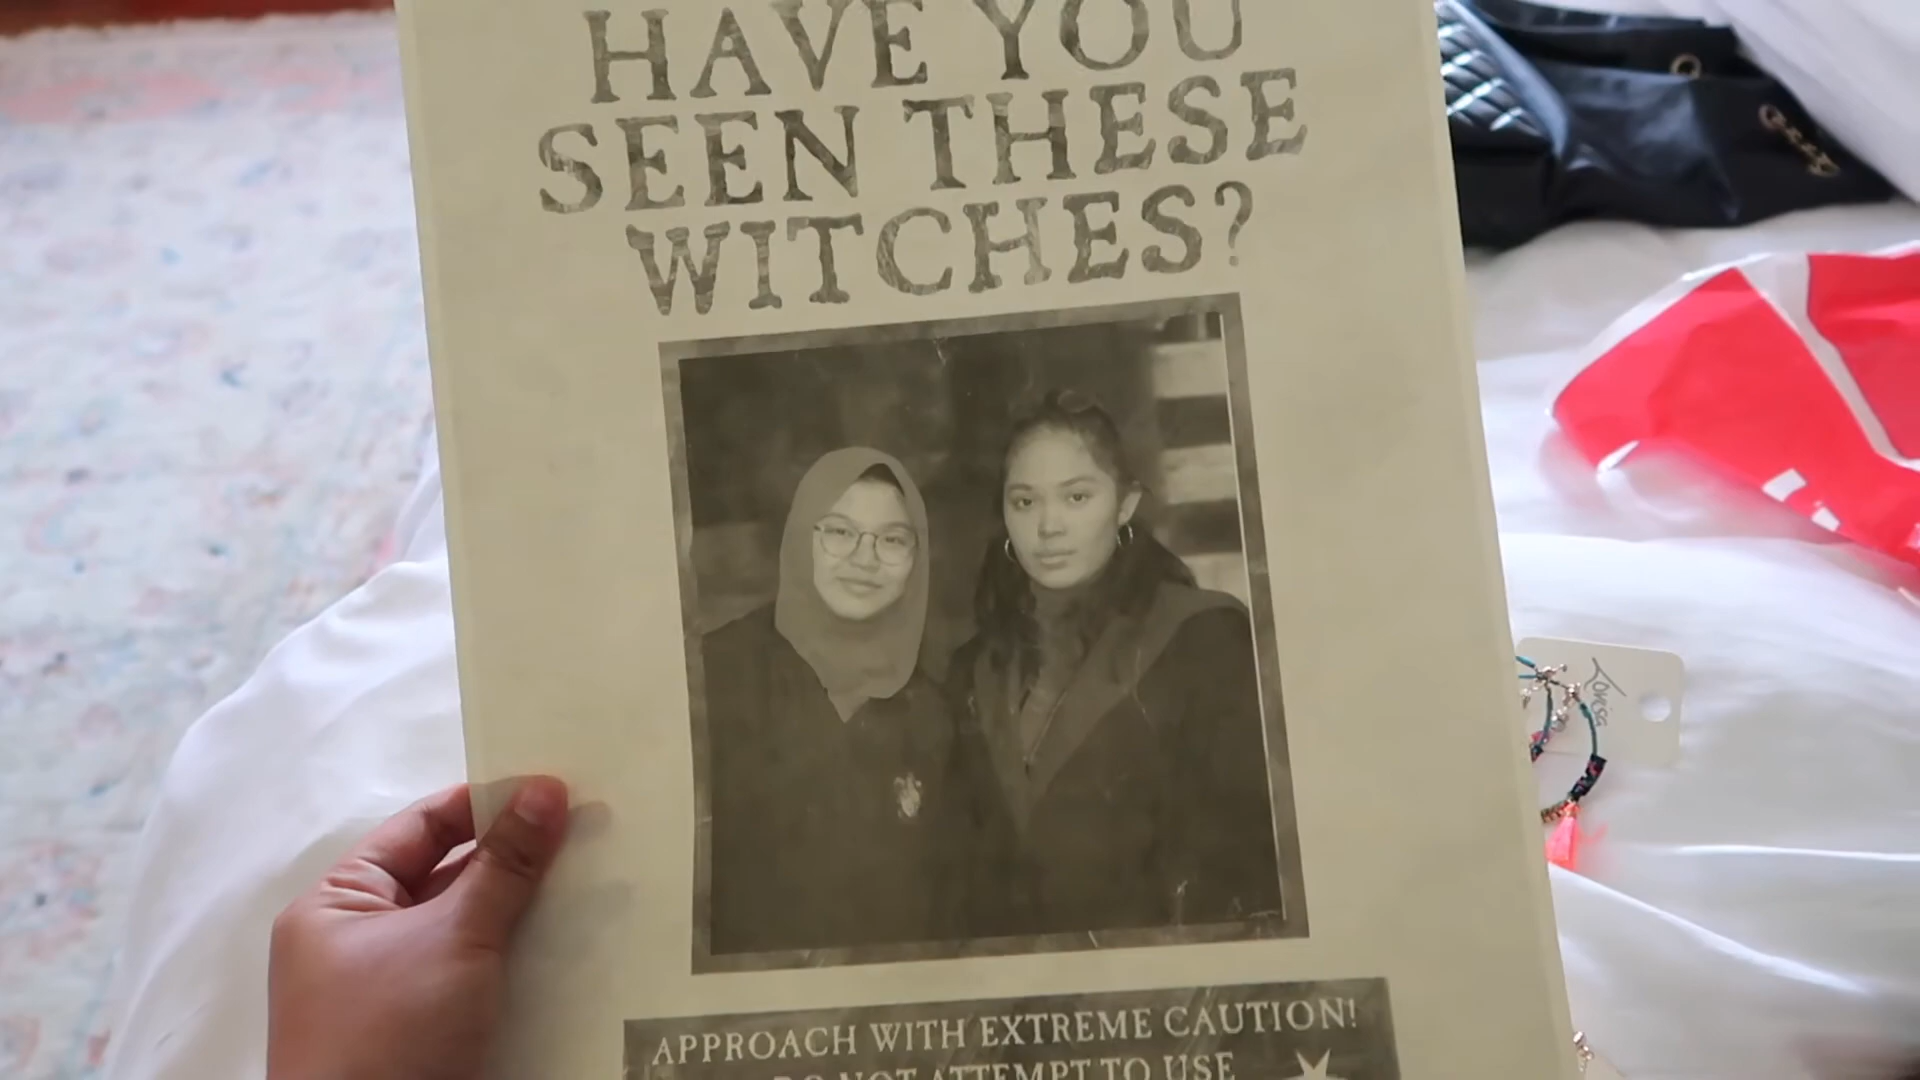 HAVE YOU
SEEN THESE
WITCHES?
APPROACH WITH EXTREME CAUTION!
DO NOT ATTEMPT TO USE